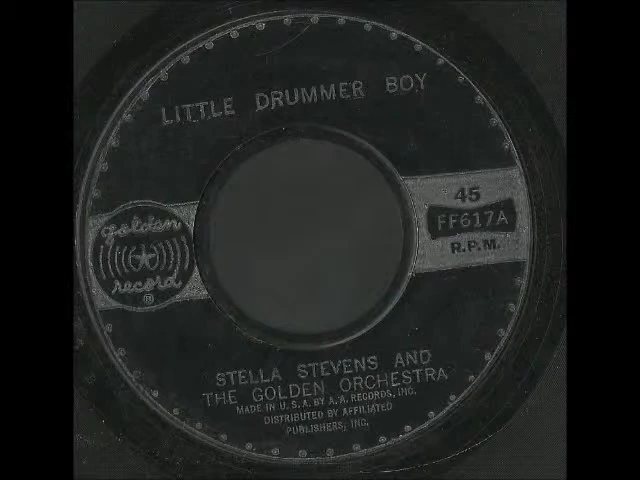 LITTLE DRUMMER BOY
golden
record
®
45
FF617A
R.P.M.
STELLA STEVENS AND
THE GOLDEN ORCHESTRA
MADE IN U.S.A. BY A.A. RECORDS, INC.
DISTRIBUTED BY AFFILIATED
PUBLISHERS, INC.